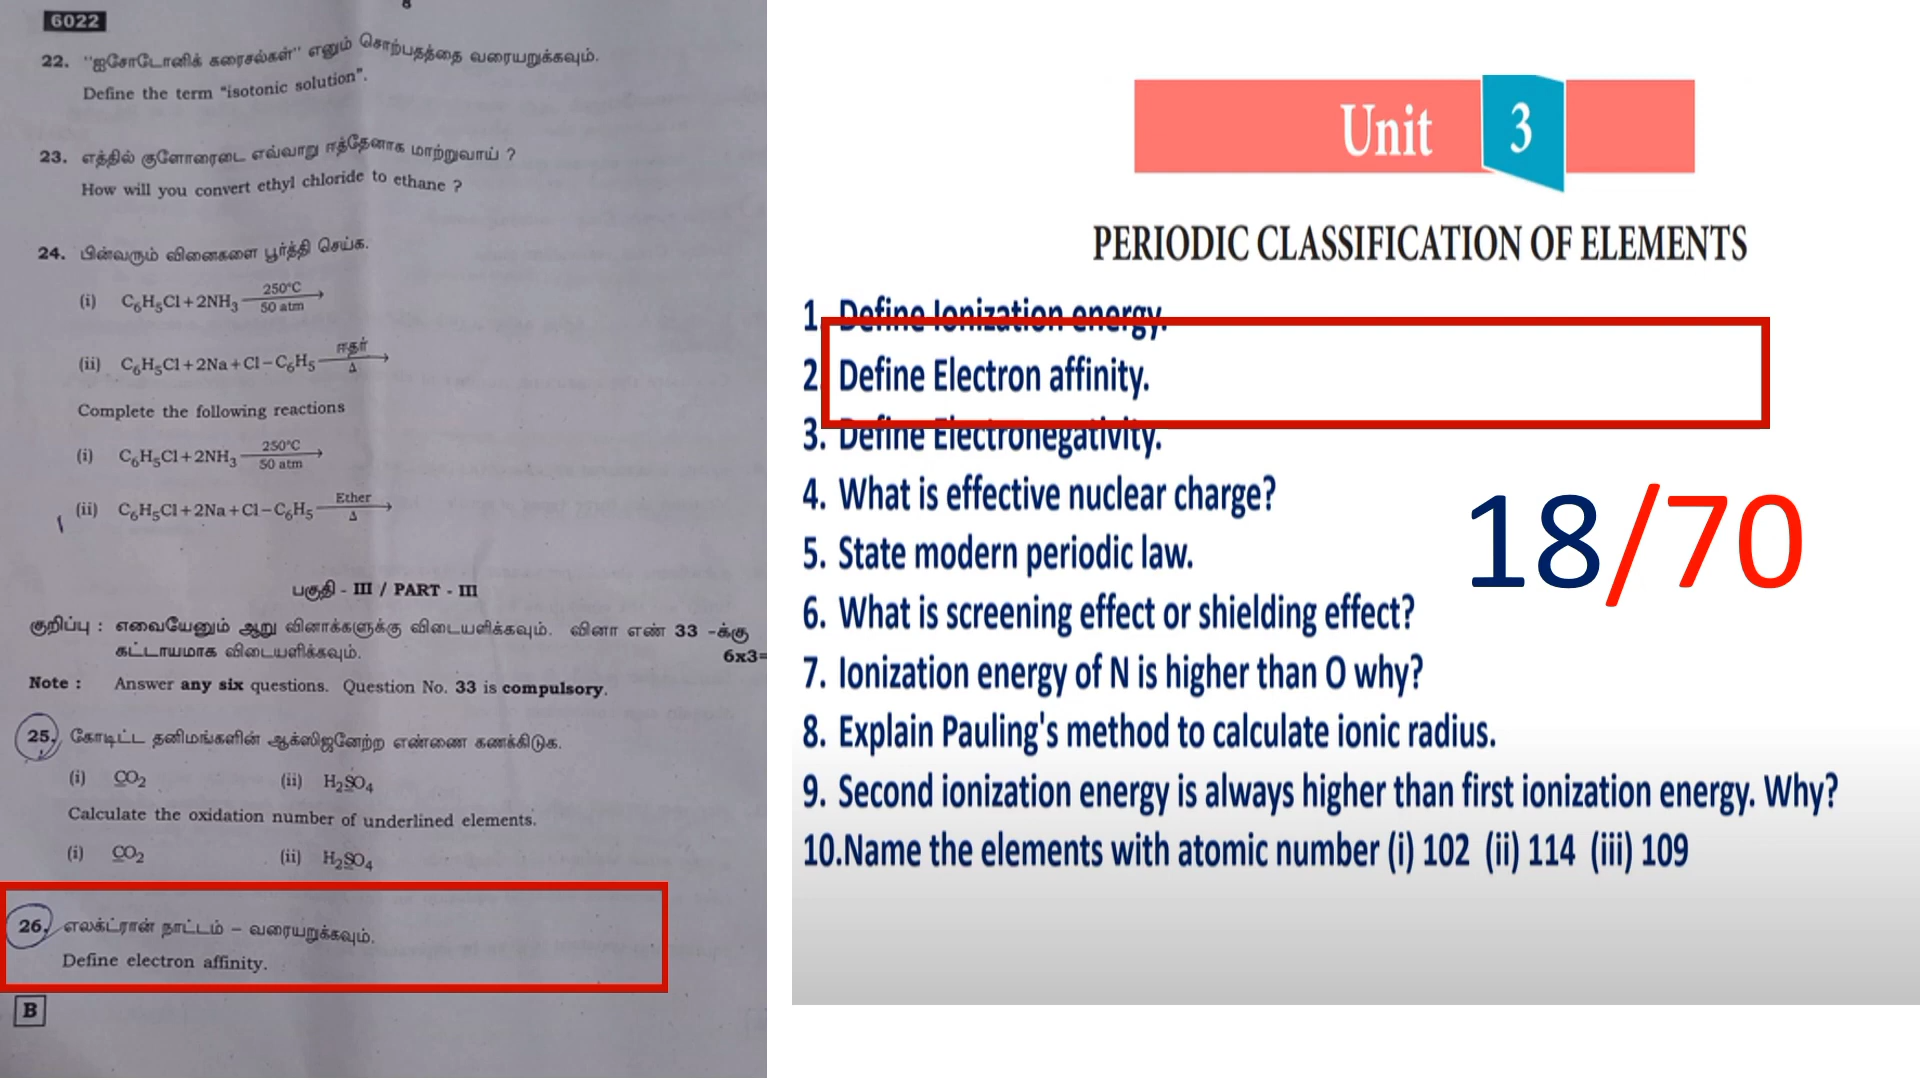 8
6022
22. "ஐசோடோனிக் கரைசல்கள்" எனும் சொற்பதத்தை வரையறுக்கவும்.
Define the term "isotonic solution".
23. எத்தில் குளோரைடை எவ்வாறு ஈத்தேனாக மாற்றுவாய் ?
How will you convert ethyl chloride to ethane ?
24. பின்வரும் வினைகளை பூர்த்தி செய்க.
(i) C₆H₅Cl + 2NH₃ 250°C 50 atm →
(ii) C₆H₅Cl + 2Na + Cl – C₆H₅ ஈதர் Δ →
Complete the following reactions
(i) C₆H₅Cl + 2NH₃ 250°C 50 atm →
(ii) C₆H₅Cl + 2Na + Cl – C₆H₅ Ether Δ →
பகுதி - III / PART - III
குறிப்பு : எவையேனும் ஆறு வினாக்களுக்கு விடையளிக்கவும். வினா எண் 33 -க்கு
கட்டாயமாக விடையளிக்கவும். 6x3=
Note : Answer any six questions. Question No. 33 is compulsory.
25. கோடிட்ட தனிமங்களின் ஆக்ஸிஜனேற்ற எண்ணை கணக்கிடுக.
(i) CO₂ (ii) H₂SO₄
Calculate the oxidation number of underlined elements.
(i) CO₂ (ii) H₂SO₄
26. எலக்ட்ரான் நாட்டம் – வரையறுக்கவும்.
Define electron affinity.
B
Unit 3
PERIODIC CLASSIFICATION OF ELEMENTS
1. Define Ionization energy.
2. Define Electron affinity.
3. Define Electronegativity.
4. What is effective nuclear charge?
5. State modern periodic law.
6. What is screening effect or shielding effect?
7. Ionization energy of N is higher than O why?
8. Explain Pauling's method to calculate ionic radius.
9. Second ionization energy is always higher than first ionization energy. Why?
10.Name the elements with atomic number (i) 102 (ii) 114 (iii) 109
18/70